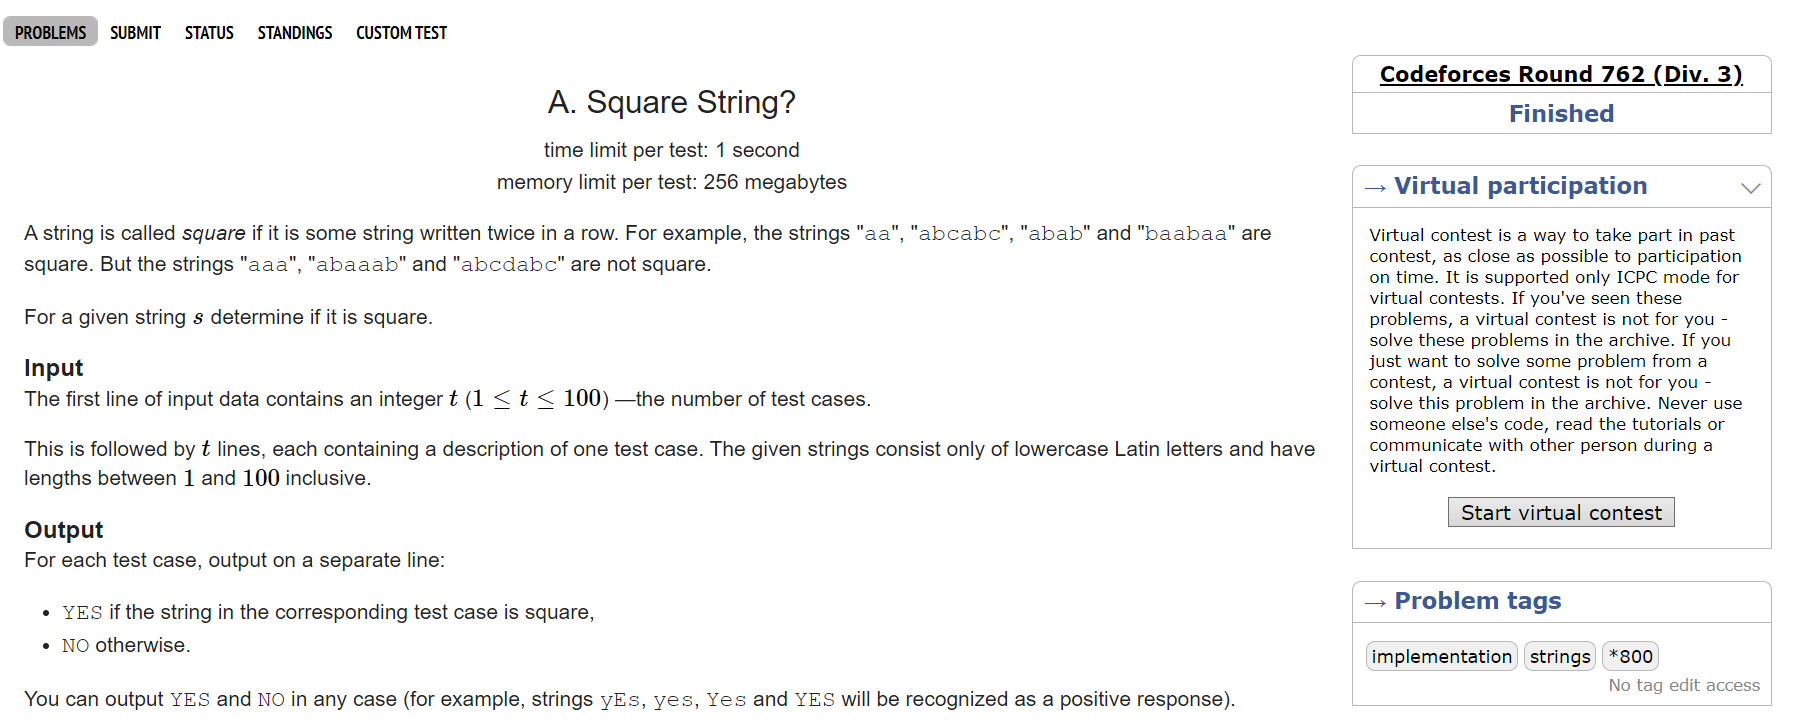 PROBLEMS SUBMIT STATUS STANDINGS CUSTOM TEST
A. Square String?
time limit per test: 1 second
memory limit per test: 256 megabytes
A string is called square if it is some string written twice in a row. For example, the strings "aa", "abcabc", "abab" and "baabaa" are
square. But the strings "aaa", "abaaab" and "abcdabc" are not square.
For a given string s determine if it is square.
Input
The first line of input data contains an integer t (1 ≤ t ≤ 100) —the number of test cases.
This is followed by t lines, each containing a description of one test case. The given strings consist only of lowercase Latin letters and have
lengths between 1 and 100 inclusive.
Output
For each test case, output on a separate line:
• YES if the string in the corresponding test case is square,
• NO otherwise.
You can output YES and NO in any case (for example, strings yEs, yes, Yes and YES will be recognized as a positive response).
Codeforces Round 762 (Div. 3)
Finished
→ Virtual participation
Virtual contest is a way to take part in past
contest, as close as possible to participation
on time. It is supported only ICPC mode for
virtual contests. If you've seen these
problems, a virtual contest is not for you -
solve these problems in the archive. If you
just want to solve some problem from a
contest, a virtual contest is not for you -
solve this problem in the archive. Never use
someone else's code, read the tutorials or
communicate with other person during a
virtual contest.
Start virtual contest
→ Problem tags
implementation strings *800
No tag edit access